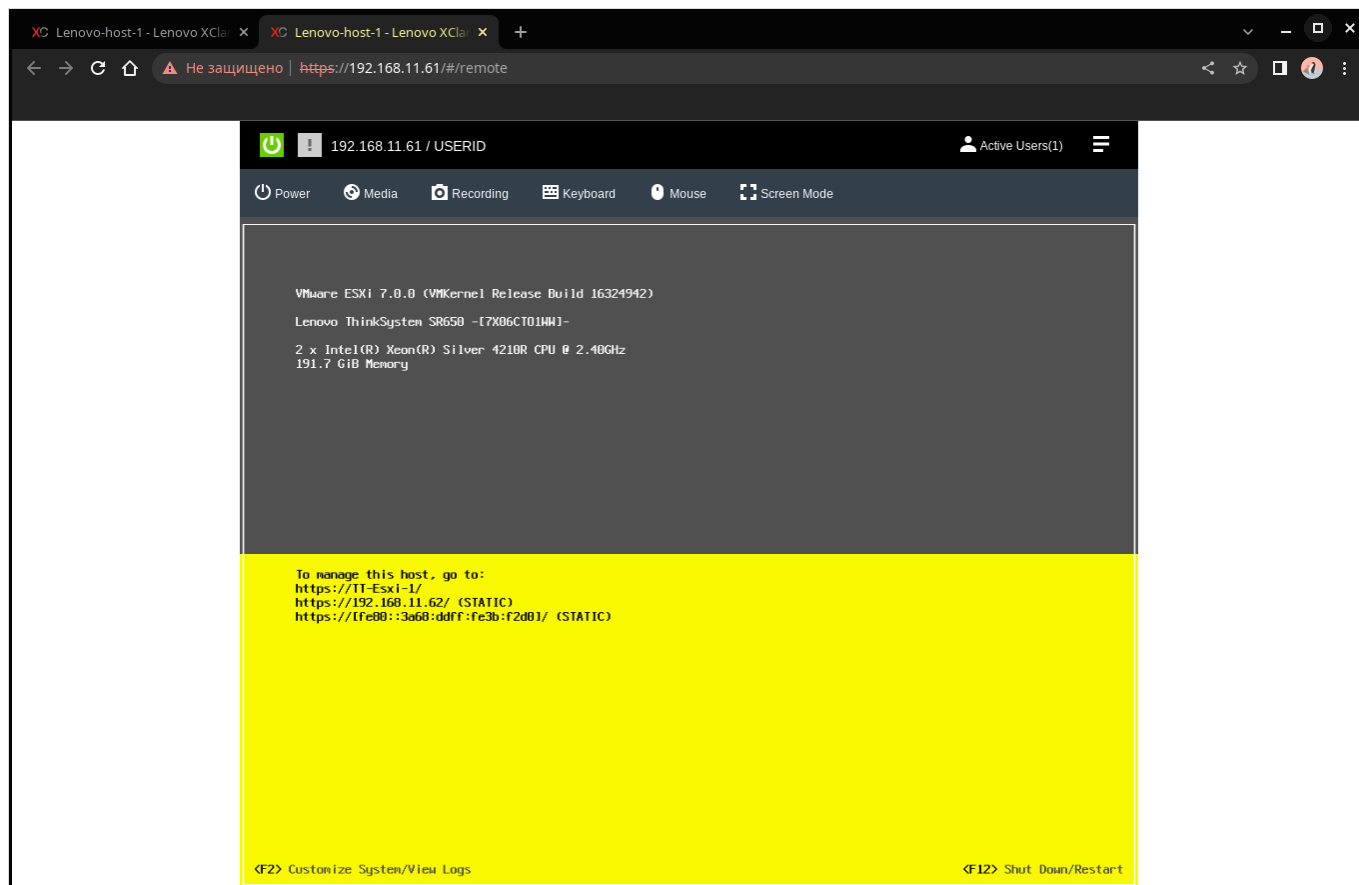 XC Lenovo-host-1 - Lenovo XCla
XC Lenovo-host-1 - Lenovo XClar
Не защищено | https://192.168.11.61/#/remote
192.168.11.61 / USERID
Active Users(1)
Power Media Recording Keyboard Mouse Screen Mode
VMware ESXi 7.0.0 (VMKernel Release Build 16324942)
Lenovo ThinkSystem SR650 -[7X06CTO1WW]-
2 x Intel(R) Xeon(R) Silver 4210R CPU @ 2.40GHz
191.7 GiB Memory
To manage this host, go to:
https://TT-Esxi-1/
https://192.168.11.62/ (STATIC)
https://[fe80::3a68:ddff:fe3b:f2d0]/ (STATIC)
<F2> Customize System/View Logs
<F12> Shut Down/Restart